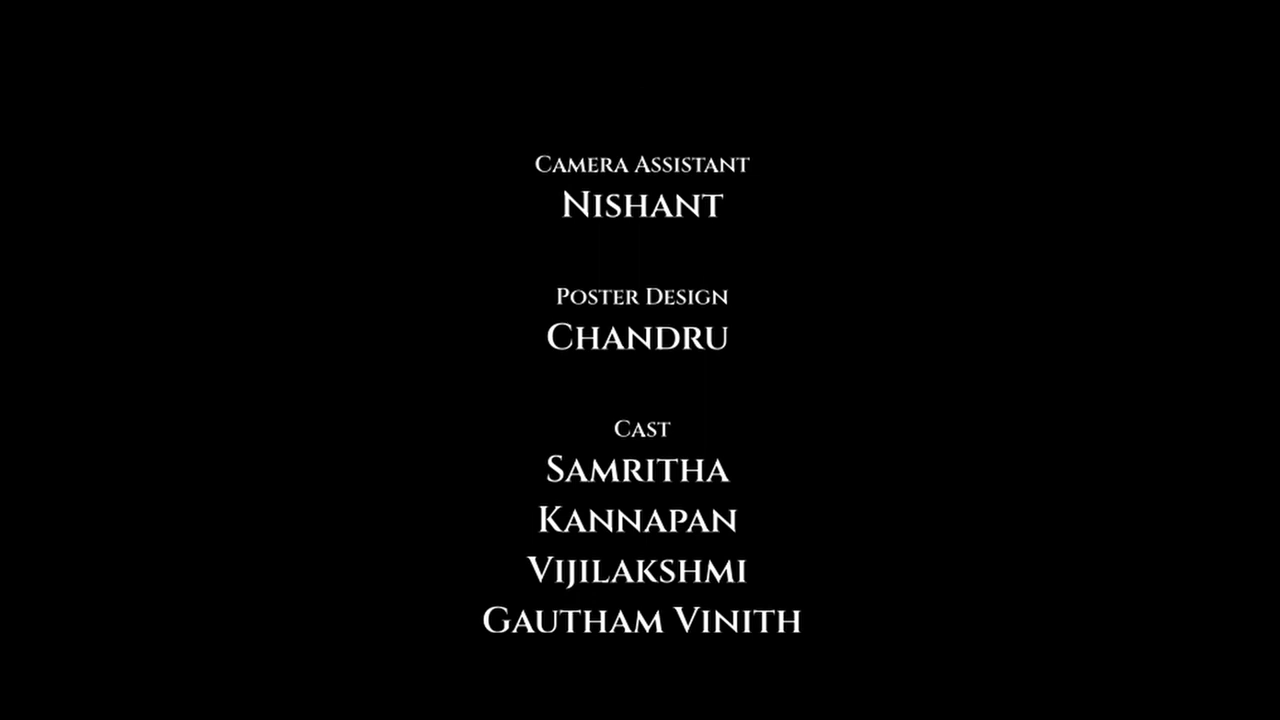 Camera Assistant
Nishant
Poster Design
Chandru
Cast
Samritha
Kannapan
Vijilakshmi
Gautham Vinith